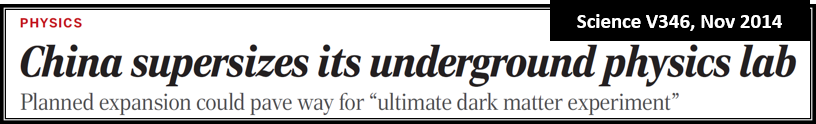 PHYSICS
Science V346, Nov 2014
China supersizes its underground physics lab
Planned expansion could pave way for “ultimate dark matter experiment”